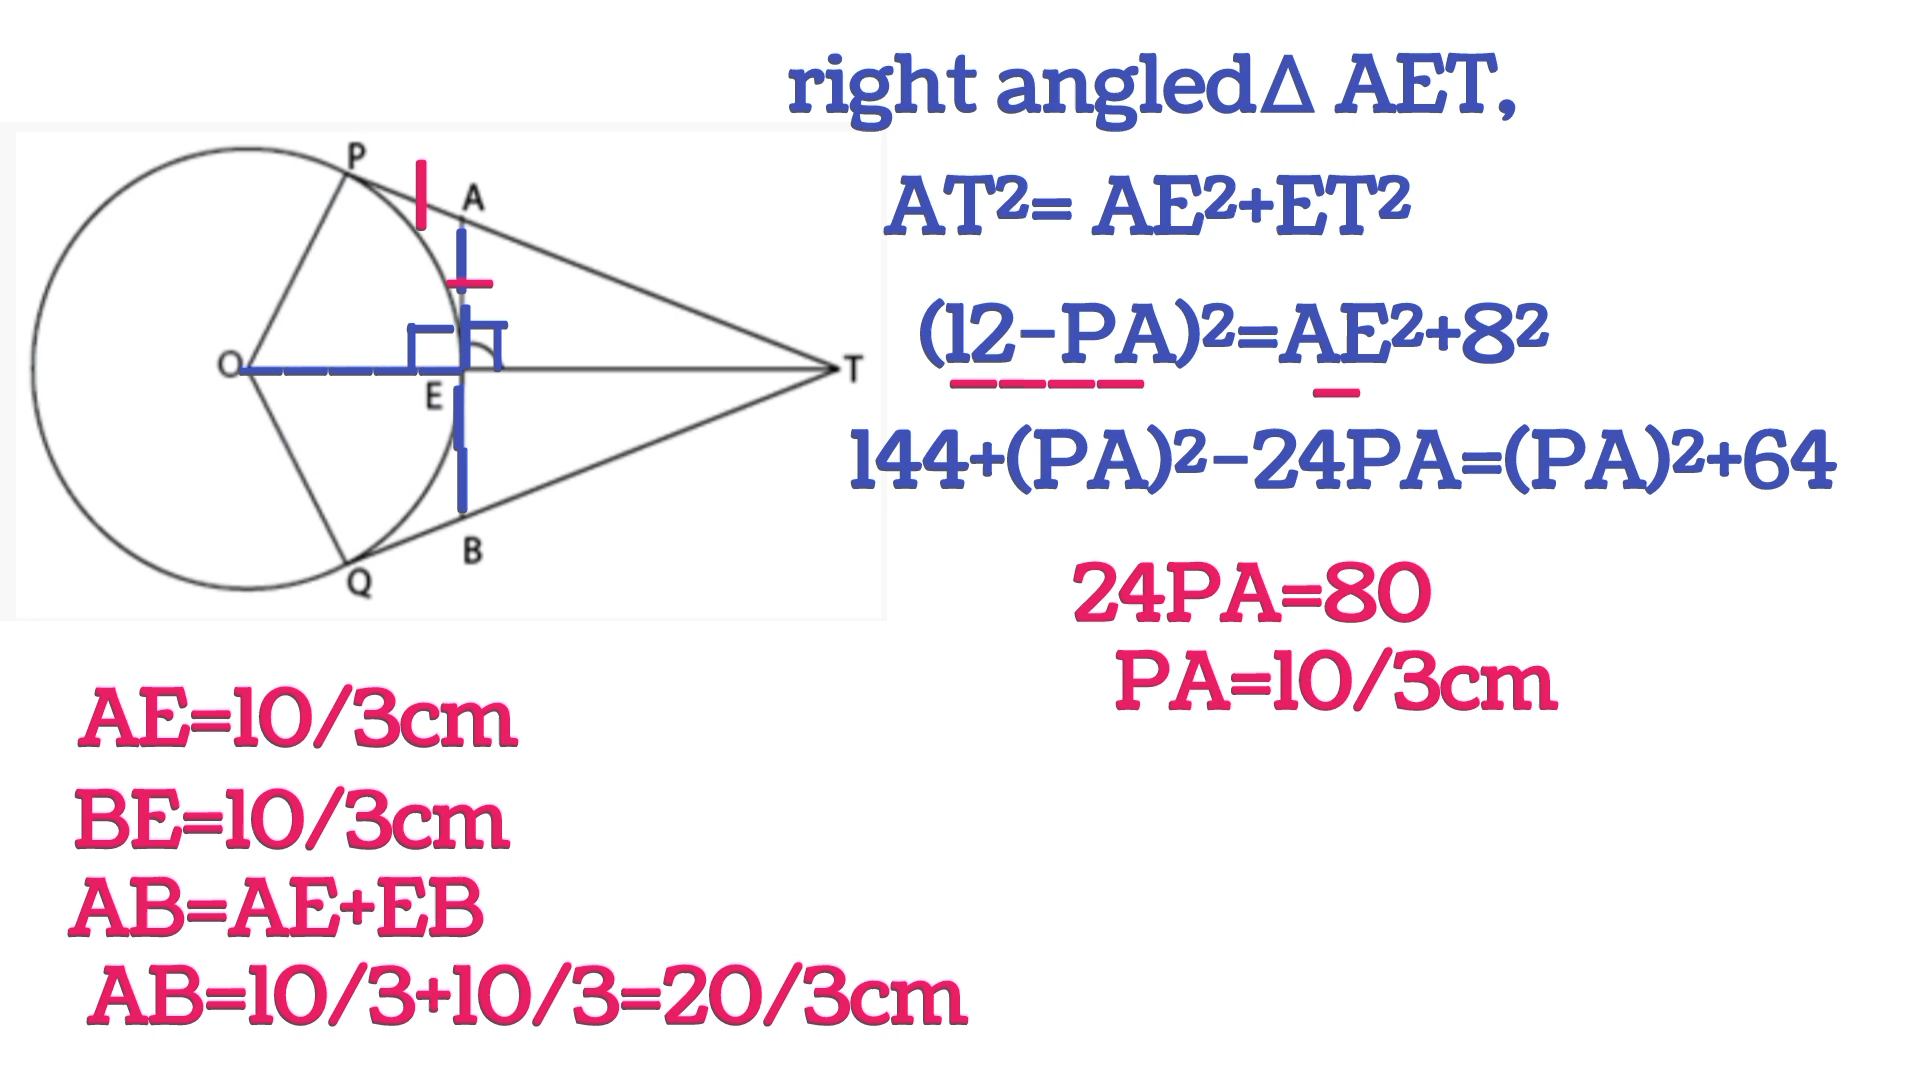 right angledΔ AET,
AT²= AE²+ET²
(12-PA)²=AE²+8²
144+(PA)²-24PA=(PA)²+64
24PA=80
PA=10/3cm
P
A
O
E
T
B
Q
AE=10/3cm
BE=10/3cm
AB=AE+EB
AB=10/3+10/3=20/3cm